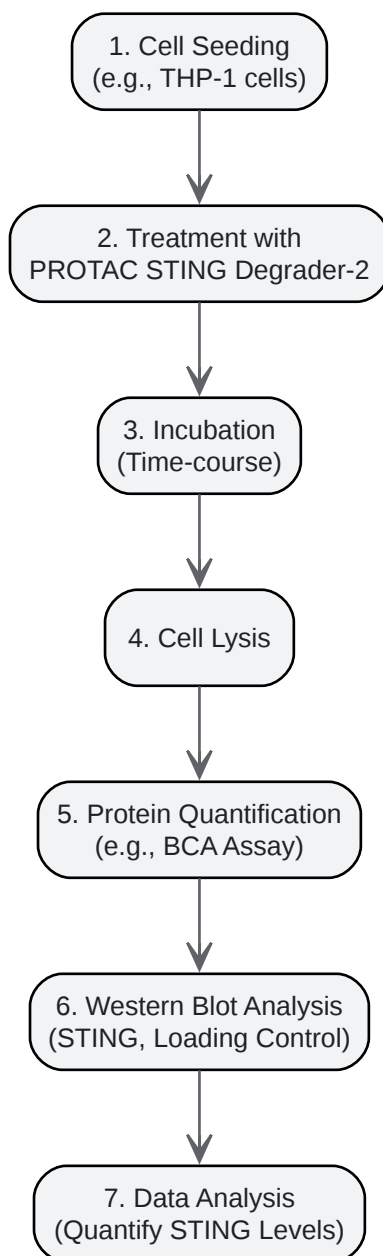 1. Cell Seeding
(e.g., THP-1 cells)
2. Treatment with
PROTAC STING Degrader-2
3. Incubation
(Time-course)
4. Cell Lysis
5. Protein Quantification
(e.g., BCA Assay)
6. Western Blot Analysis
(STING, Loading Control)
7. Data Analysis
(Quantify STING Levels)